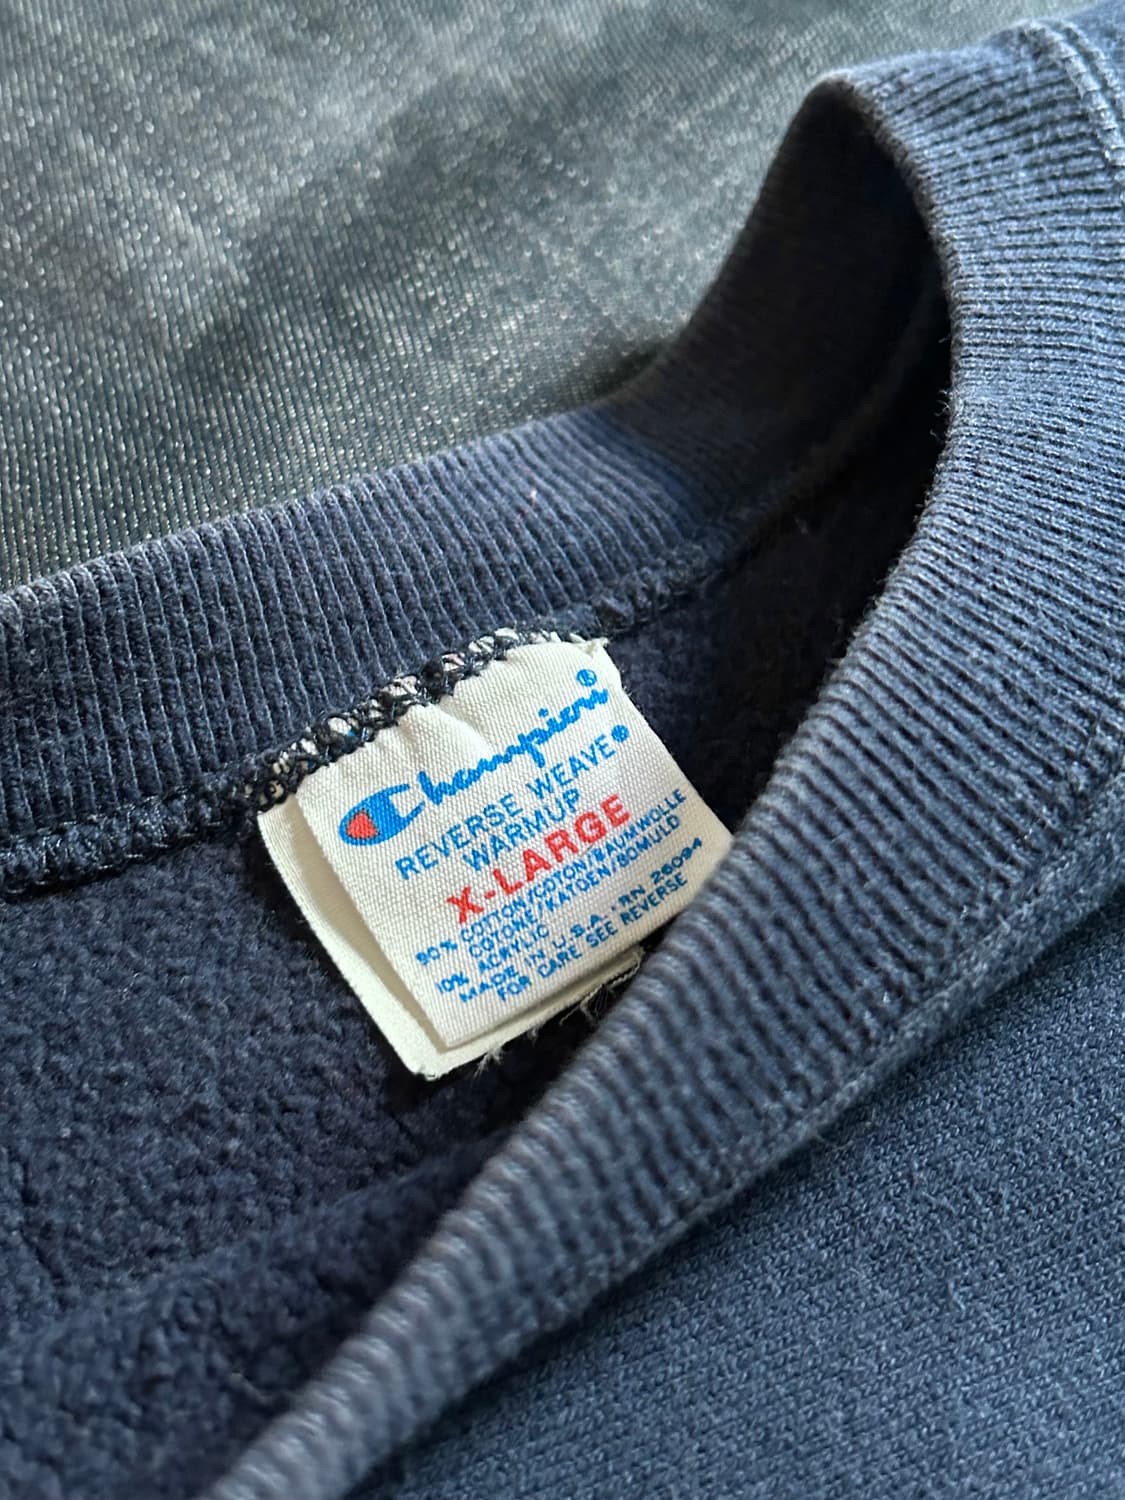 Champion®
REVERSE WEAVE®
WARMUP
X-LARGE
90% COTTON/COTON/BAUMWOLLE
COTONE/KATOEN/BOMULD
10% ACRYLIC
MADE IN U.S.A. · RN 26094
FOR CARE SEE REVERSE